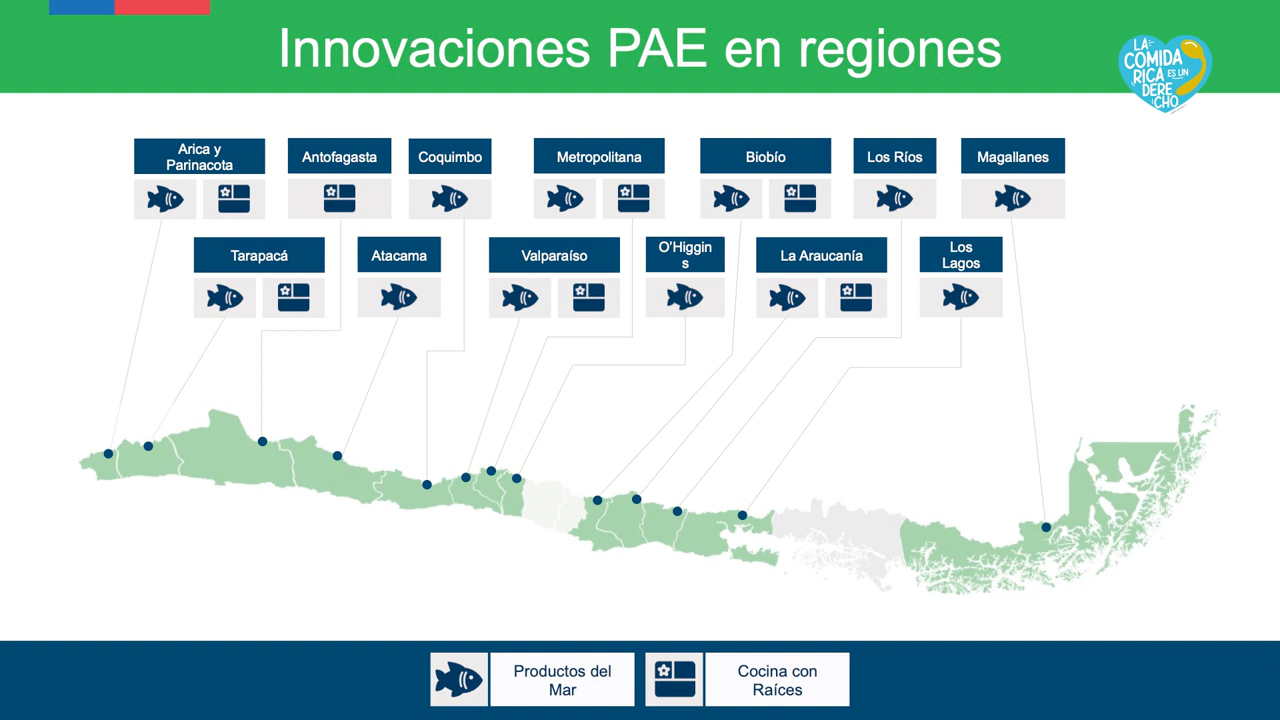 Innovaciones PAE en regiones
LA
COMIDA
RICA
ES UN
DERE
CHO
Arica y
Parinacota
Antofagasta
Coquimbo
Metropolitana
Biobío
Los Ríos
Magallanes
Tarapacá
Atacama
Valparaíso
O'Higgin
s
La Araucanía
Los
Lagos
Productos del
Mar
Cocina con
Raíces